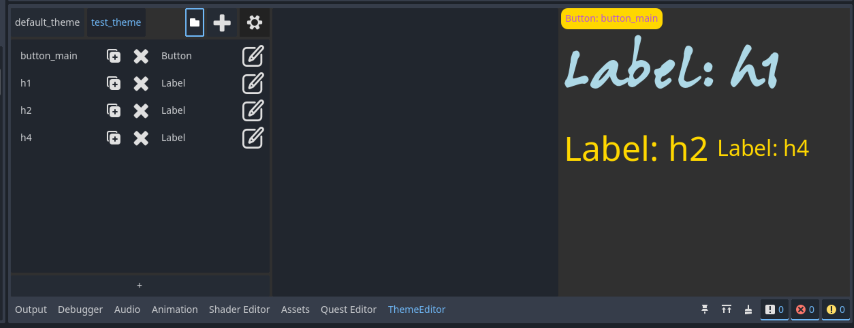 default_theme test_theme
button_main Button
h1 Label
h2 Label
h4 Label
+
Button: button_main
Label: h1
Label: h2 Label: h4
Output Debugger Audio Animation Shader Editor Assets Quest Editor ThemeEditor 0 0 0